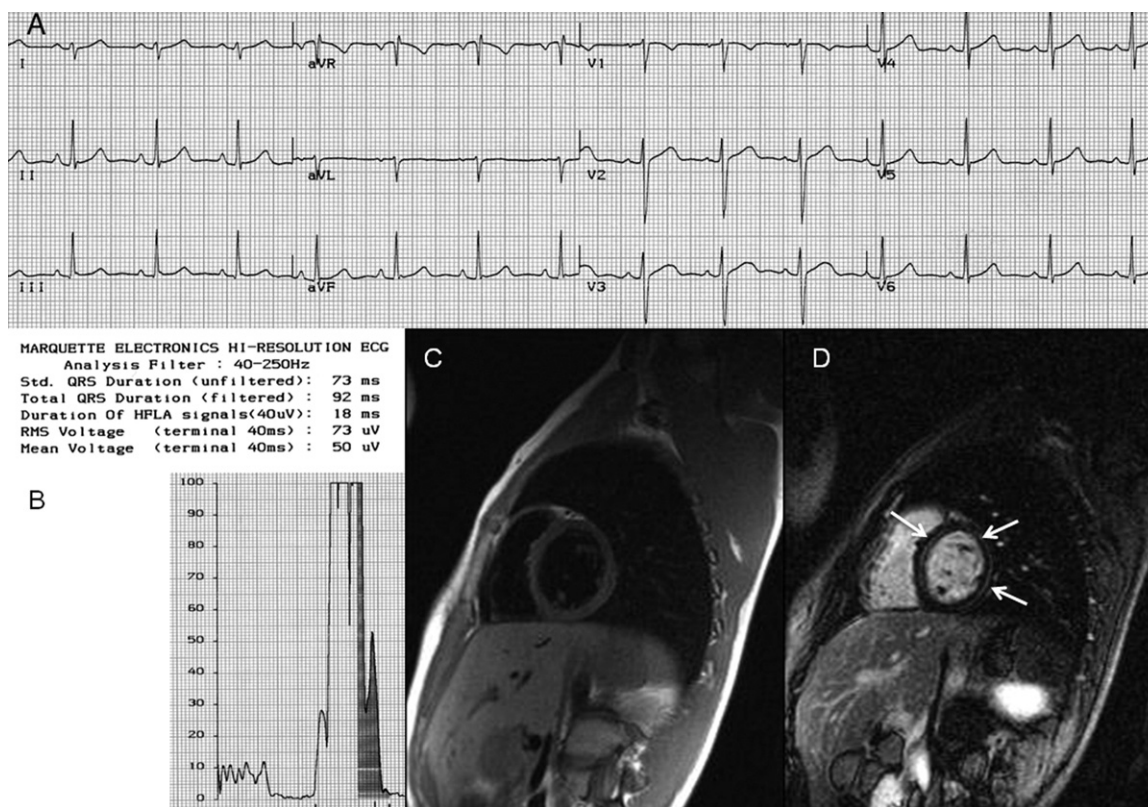 A
I
aVR
V1
V4
II
aVL
V2
V5
III
aVF
V3
V6
MARQUETTE ELECTRONICS HI-RESOLUTION ECG
Analysis Filter : 40-250Hz
Std. QRS Duration (unfiltered): 73 ms
Total QRS Duration (filtered): 92 ms
Duration Of HFLA signals(40uV): 18 ms
RMS Voltage (terminal 40ms) : 73 uV
Mean Voltage (terminal 40ms) : 50 uV
B
100
90
80
70
60
50
40
30
20
10
0
C
D